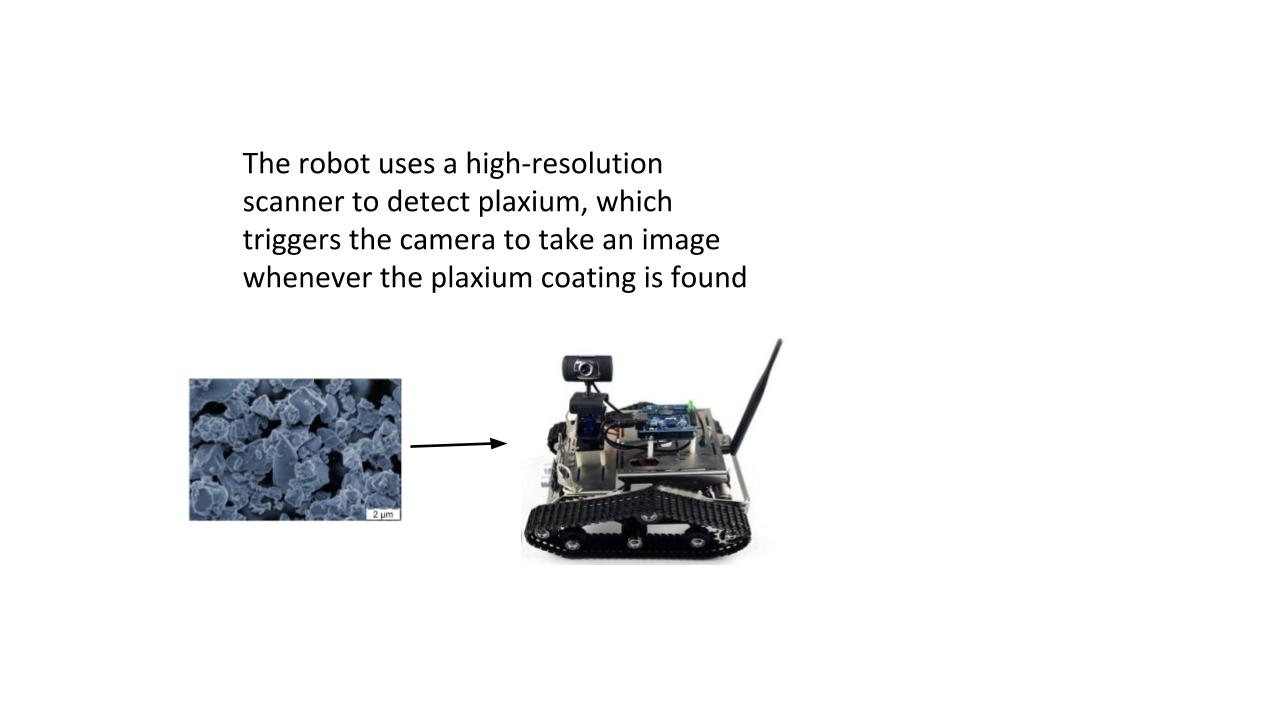 The robot uses a high-resolution
scanner to detect plaxium, which
triggers the camera to take an image
whenever the plaxium coating is found
2 µm